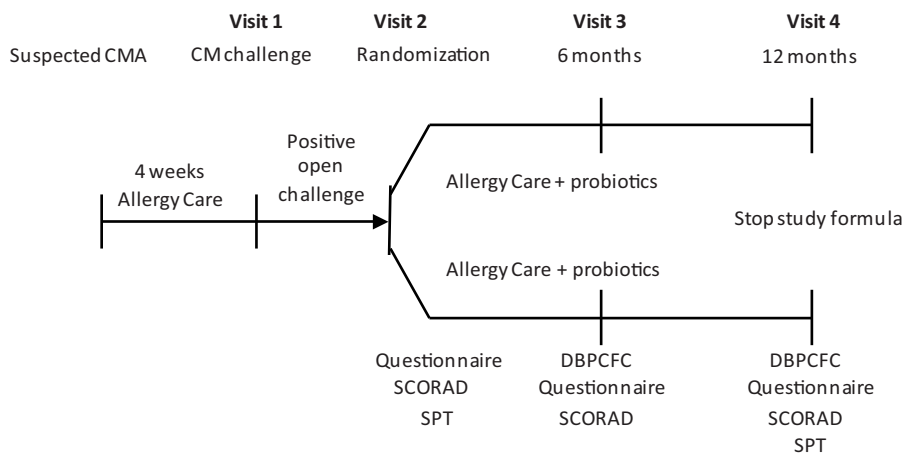 Visit 1 Visit 2 Visit 3 Visit 4
Suspected CMA CM challenge Randomization 6 months 12 months
Positive
open
challenge
4 weeks
Allergy Care
Allergy Care + probiotics
Stop study formula
Allergy Care + probiotics
Questionnaire DBPCFC DBPCFC
SCORAD Questionnaire Questionnaire
SPT SCORAD SCORAD
SPT